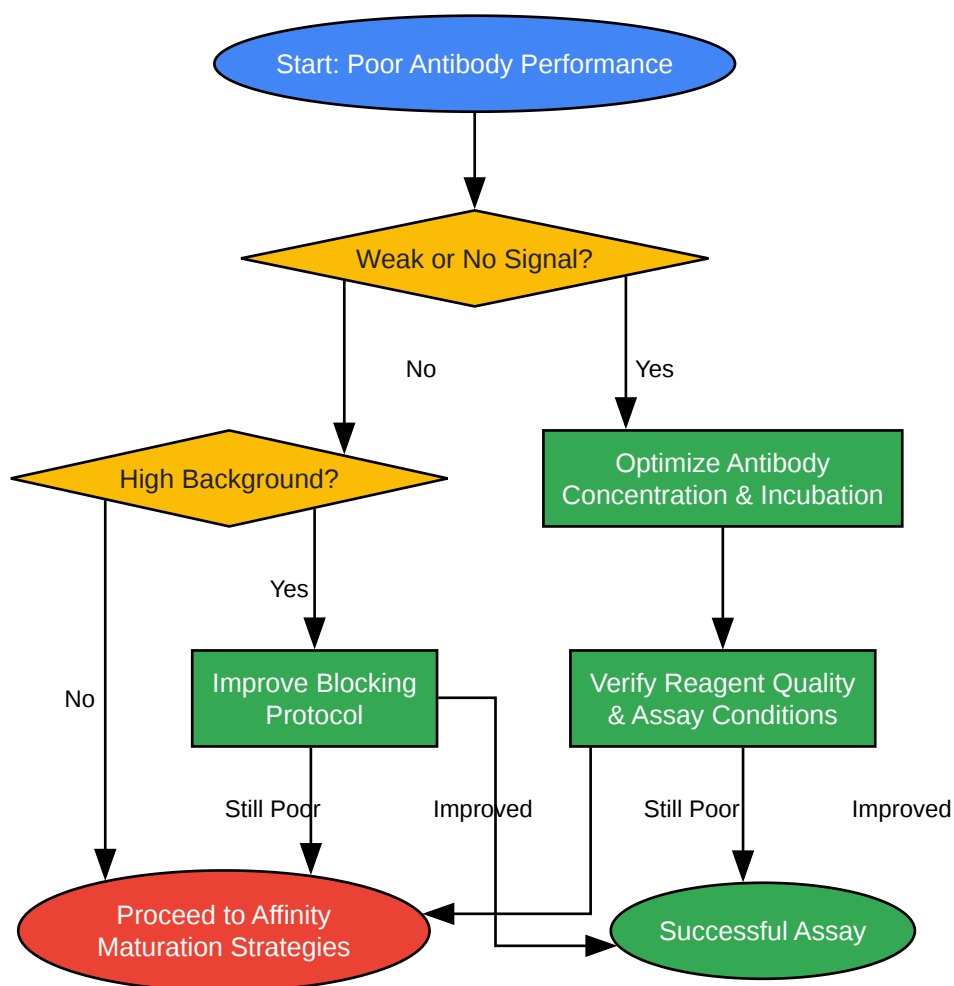 Start: Poor Antibody Performance
Weak or No Signal?
No
Yes
High Background?
Optimize Antibody
Concentration & Incubation
Yes
Improve Blocking
Protocol
Verify Reagent Quality
& Assay Conditions
No
Still Poor
Improved
Still Poor
Improved
Proceed to Affinity
Maturation Strategies
Successful Assay